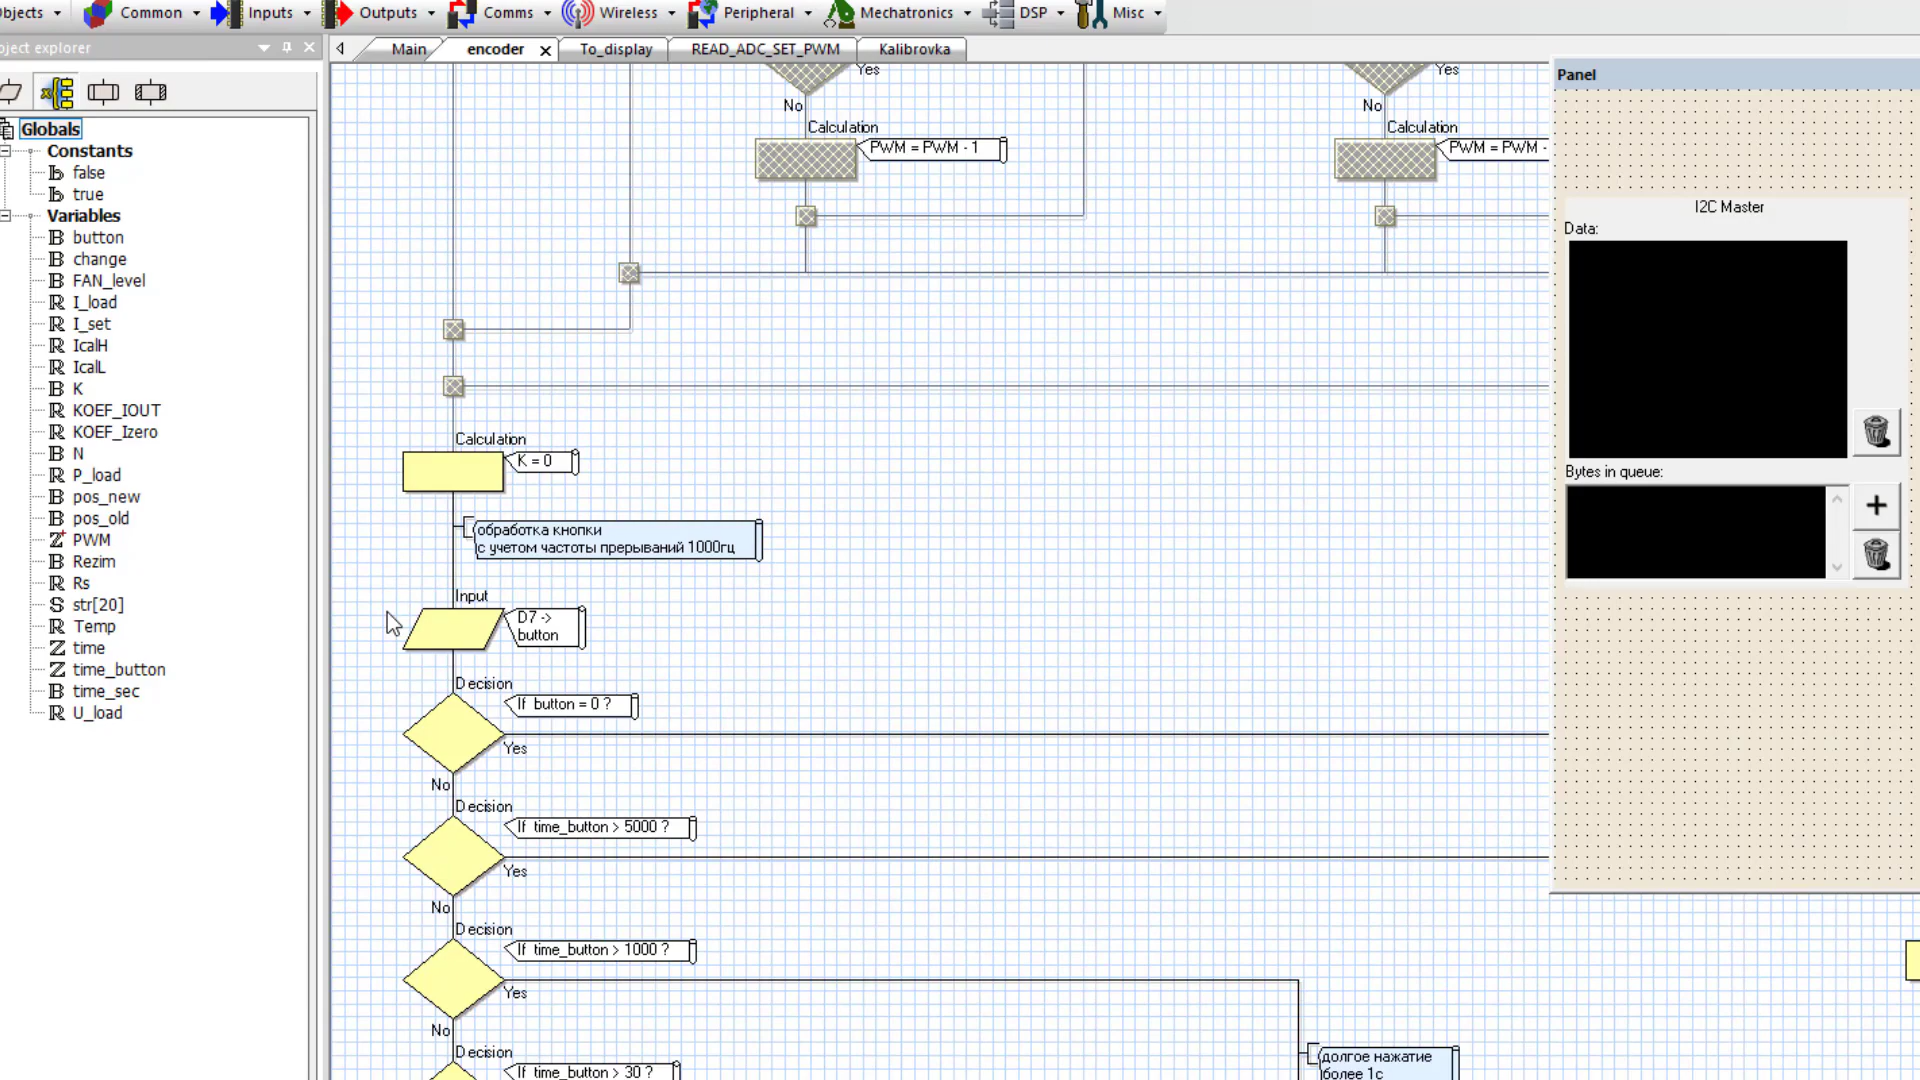 bjects Common Inputs Outputs Comms Wireless Peripheral Mechatronics DSP Misc
oject explorer
Main encoder To_display READ_ADC_SET_PWM Kalibrovka
Globals
Constants
false
true
Variables
button
change
FAN_level
I_load
I_set
IcalH
IcalL
K
KOEF_IOUT
KOEF_Izero
N
P_load
pos_new
pos_old
PWM
Rezim
Rs
str[20]
Temp
time
time_button
time_sec
U_load
Yes
No
Calculation
PWM = PWM - 1
Yes
No
Calculation
PWM = PWM -
Calculation
K = 0
обработка кнопки
с учетом частоты прерываний 1000гц
Input
D7 ->
button
Decision
If button = 0 ?
Yes
No
Decision
If time_button > 5000 ?
Yes
No
Decision
If time_button > 1000 ?
Yes
No
Decision
If time_button > 30 ?
долгое нажатие
более 1с
Panel
I2C Master
Data:
Bytes in queue: